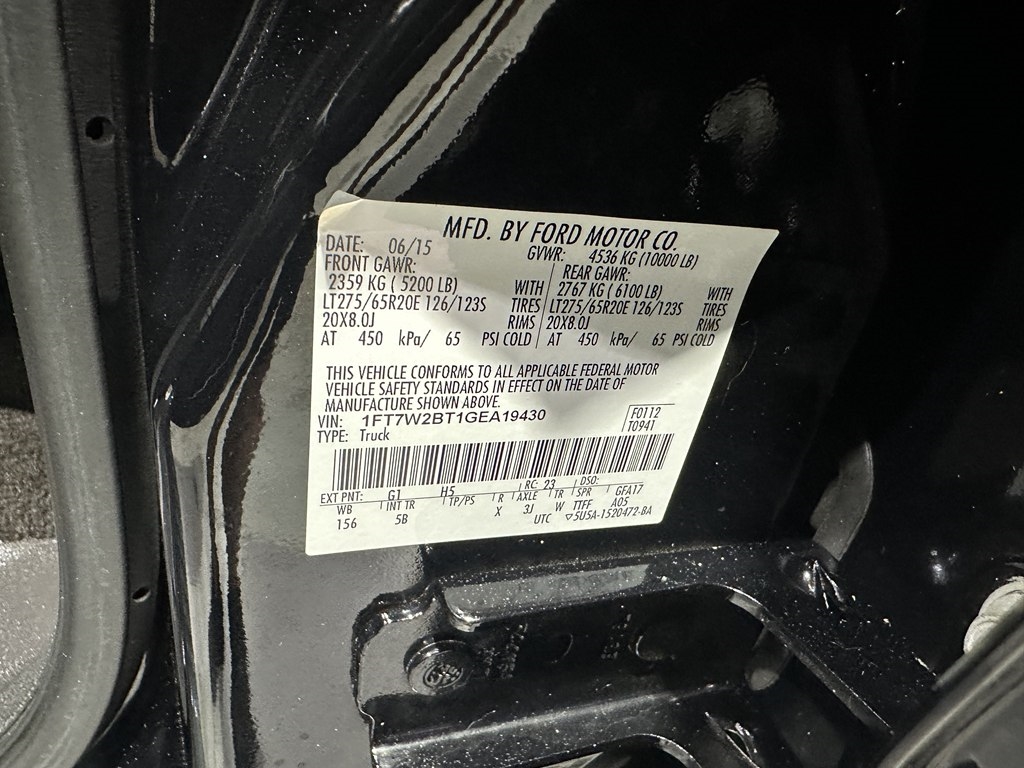 MFD. BY FORD MOTOR CO.
DATE: 06/15 GVWR: 4536 KG (10000 LB)
FRONT GAWR: REAR GAWR:
2359 KG ( 5200 LB) WITH 2767 KG ( 6100 LB) WITH
LT275/65R20E 126/123S TIRES LT275/65R20E 126/123S TIRES
20X8.0J RIMS 20X8.0J RIMS
AT 450 kPa/ 65 PSI COLD AT 450 kPa/ 65 PSI COLD
THIS VEHICLE CONFORMS TO ALL APPLICABLE FEDERAL MOTOR
VEHICLE SAFETY STANDARDS IN EFFECT ON THE DATE OF
MANUFACTURE SHOWN ABOVE.
VIN: 1FT7W2BT1GEA19430 F0112
TYPE: Truck T0941
EXT PNT: G1 H5 RC: 23 DSO:
WB INT TR TP/PS R AXLE TR SPR GFA17
156 5B X 3J W TTFF A05
UTC ▽5U5A-1520472-BA